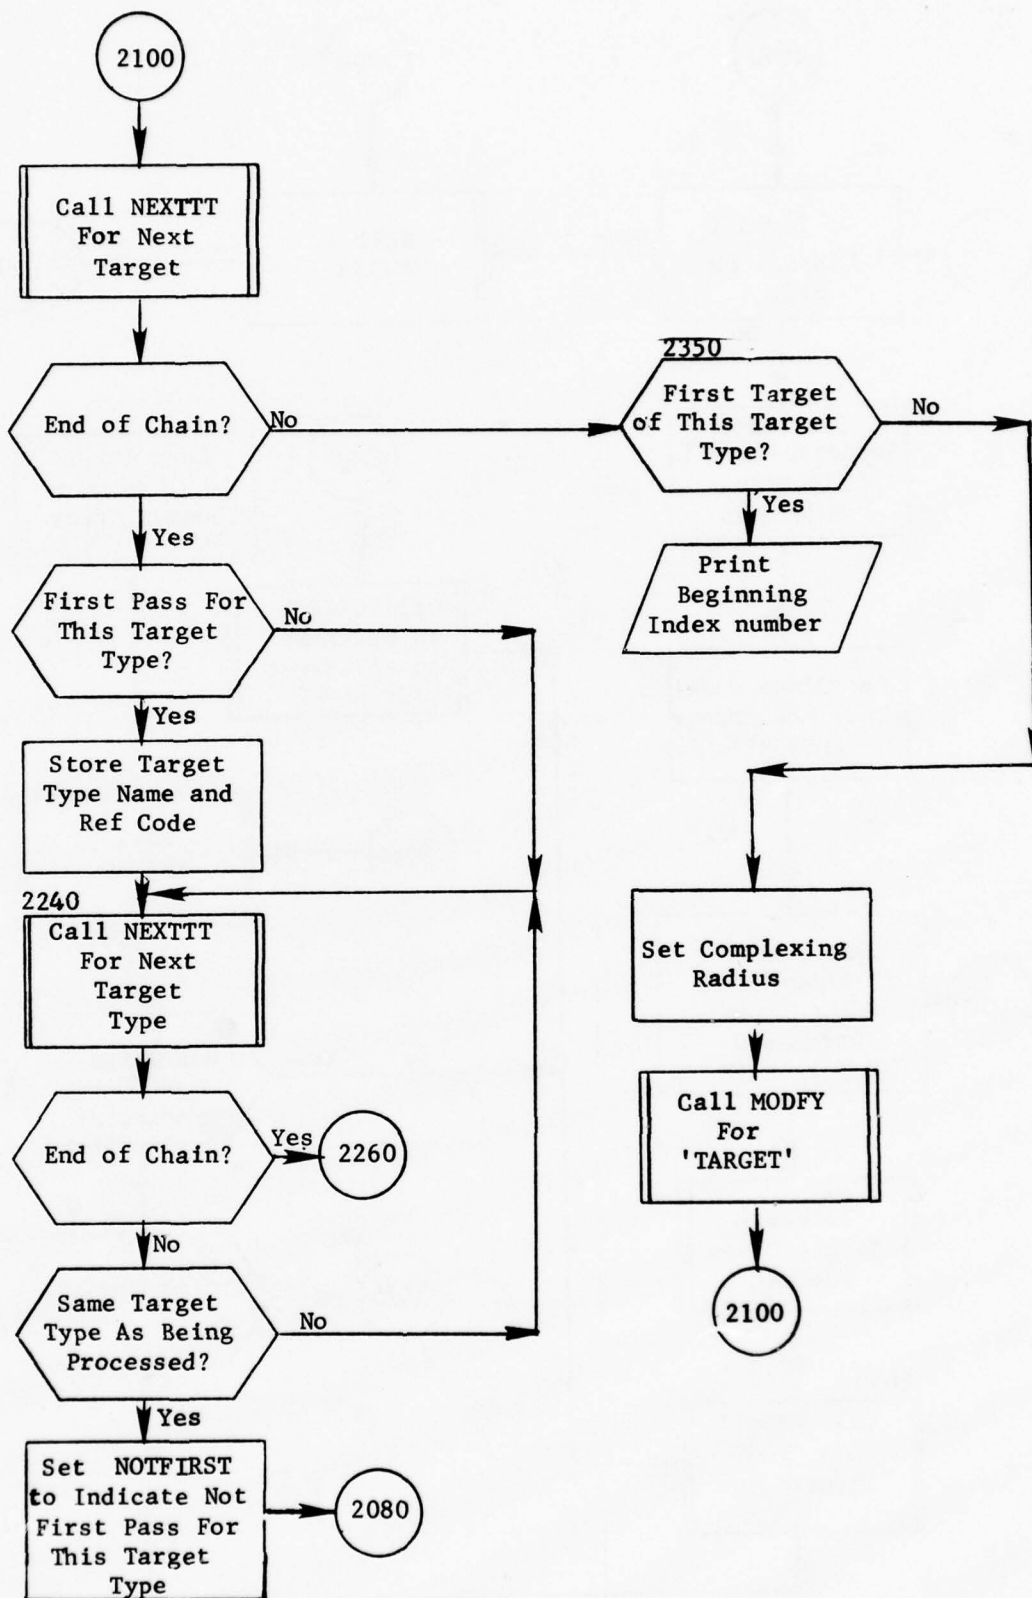 2100
Call NEXTTT
For Next
Target
End of Chain?
No
Yes
First Pass For
This Target
Type?
No
Yes
Store Target
Type Name and
Ref Code
2240
Call NEXTTT
For Next
Target
Type
End of Chain?
Yes
2260
No
Same Target
Type As Being
Processed?
No
Yes
Set NOTFIRST
to Indicate Not
First Pass For
This Target
Type
2080
2350
First Target
of This Target
Type?
No
Yes
Print
Beginning
Index number
Set Complexing
Radius
Call MODFY
For
'TARGET'
2100